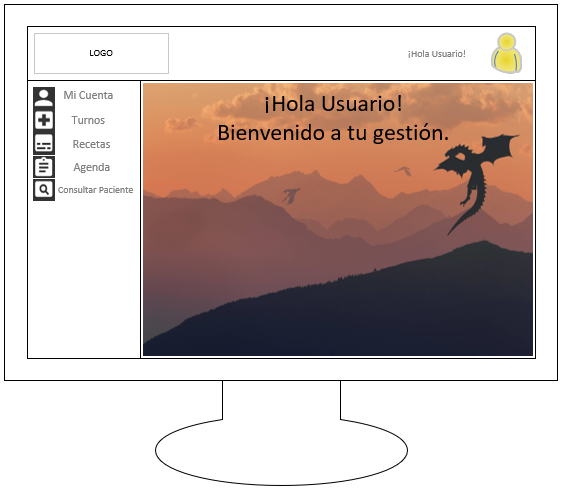 LOGO
¡Hola Usuario!
Mi Cuenta
Turnos
Recetas
Agenda
Consultar Paciente
¡Hola Usuario!
Bienvenido a tu gestión.